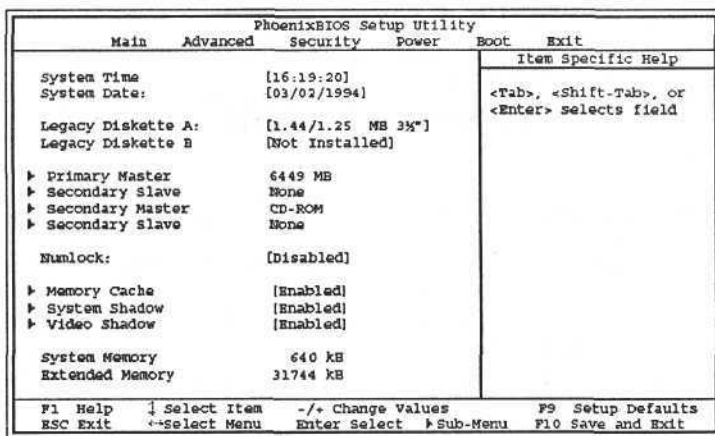 PhoenixBIOS Setup Utility
Main Advanced Security Power Boot Exit
Item Specific Help
System Time [16:19:20]
System Date: [03/02/1994]
<Tab>, <Shift-Tab>, or
<Enter> selects field
Legacy Diskette A: [1.44/1.25 MB 3½"]
Legacy Diskette B [Not Installed]
Primary Master 6449 MB
Secondary Slave None
Secondary Master CD-ROM
Secondary Slave None
Numlock: [Disabled]
Memory Cache [Enabled]
System Shadow [Enabled]
Video Shadow [Enabled]
System Memory 640 kB
Extended Memory 31744 kB
F1 Help ↕ Select Item -/+ Change Values F9 Setup Defaults
ESC Exit ↔Select Menu Enter Select ▶Sub-Menu F10 Save and Exit